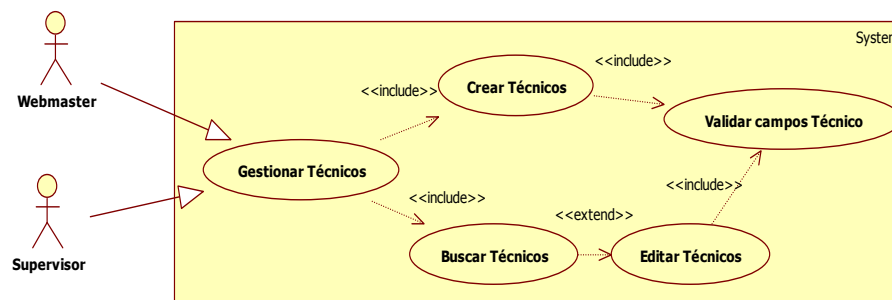 System
Webmaster
<<include>>
Crear Técnicos
<<include>>
Validar campos Técnico
Gestionar Técnicos
<<include>>
<<include>>
Supervisor
Buscar Técnicos
<<extend>>
Editar Técnicos